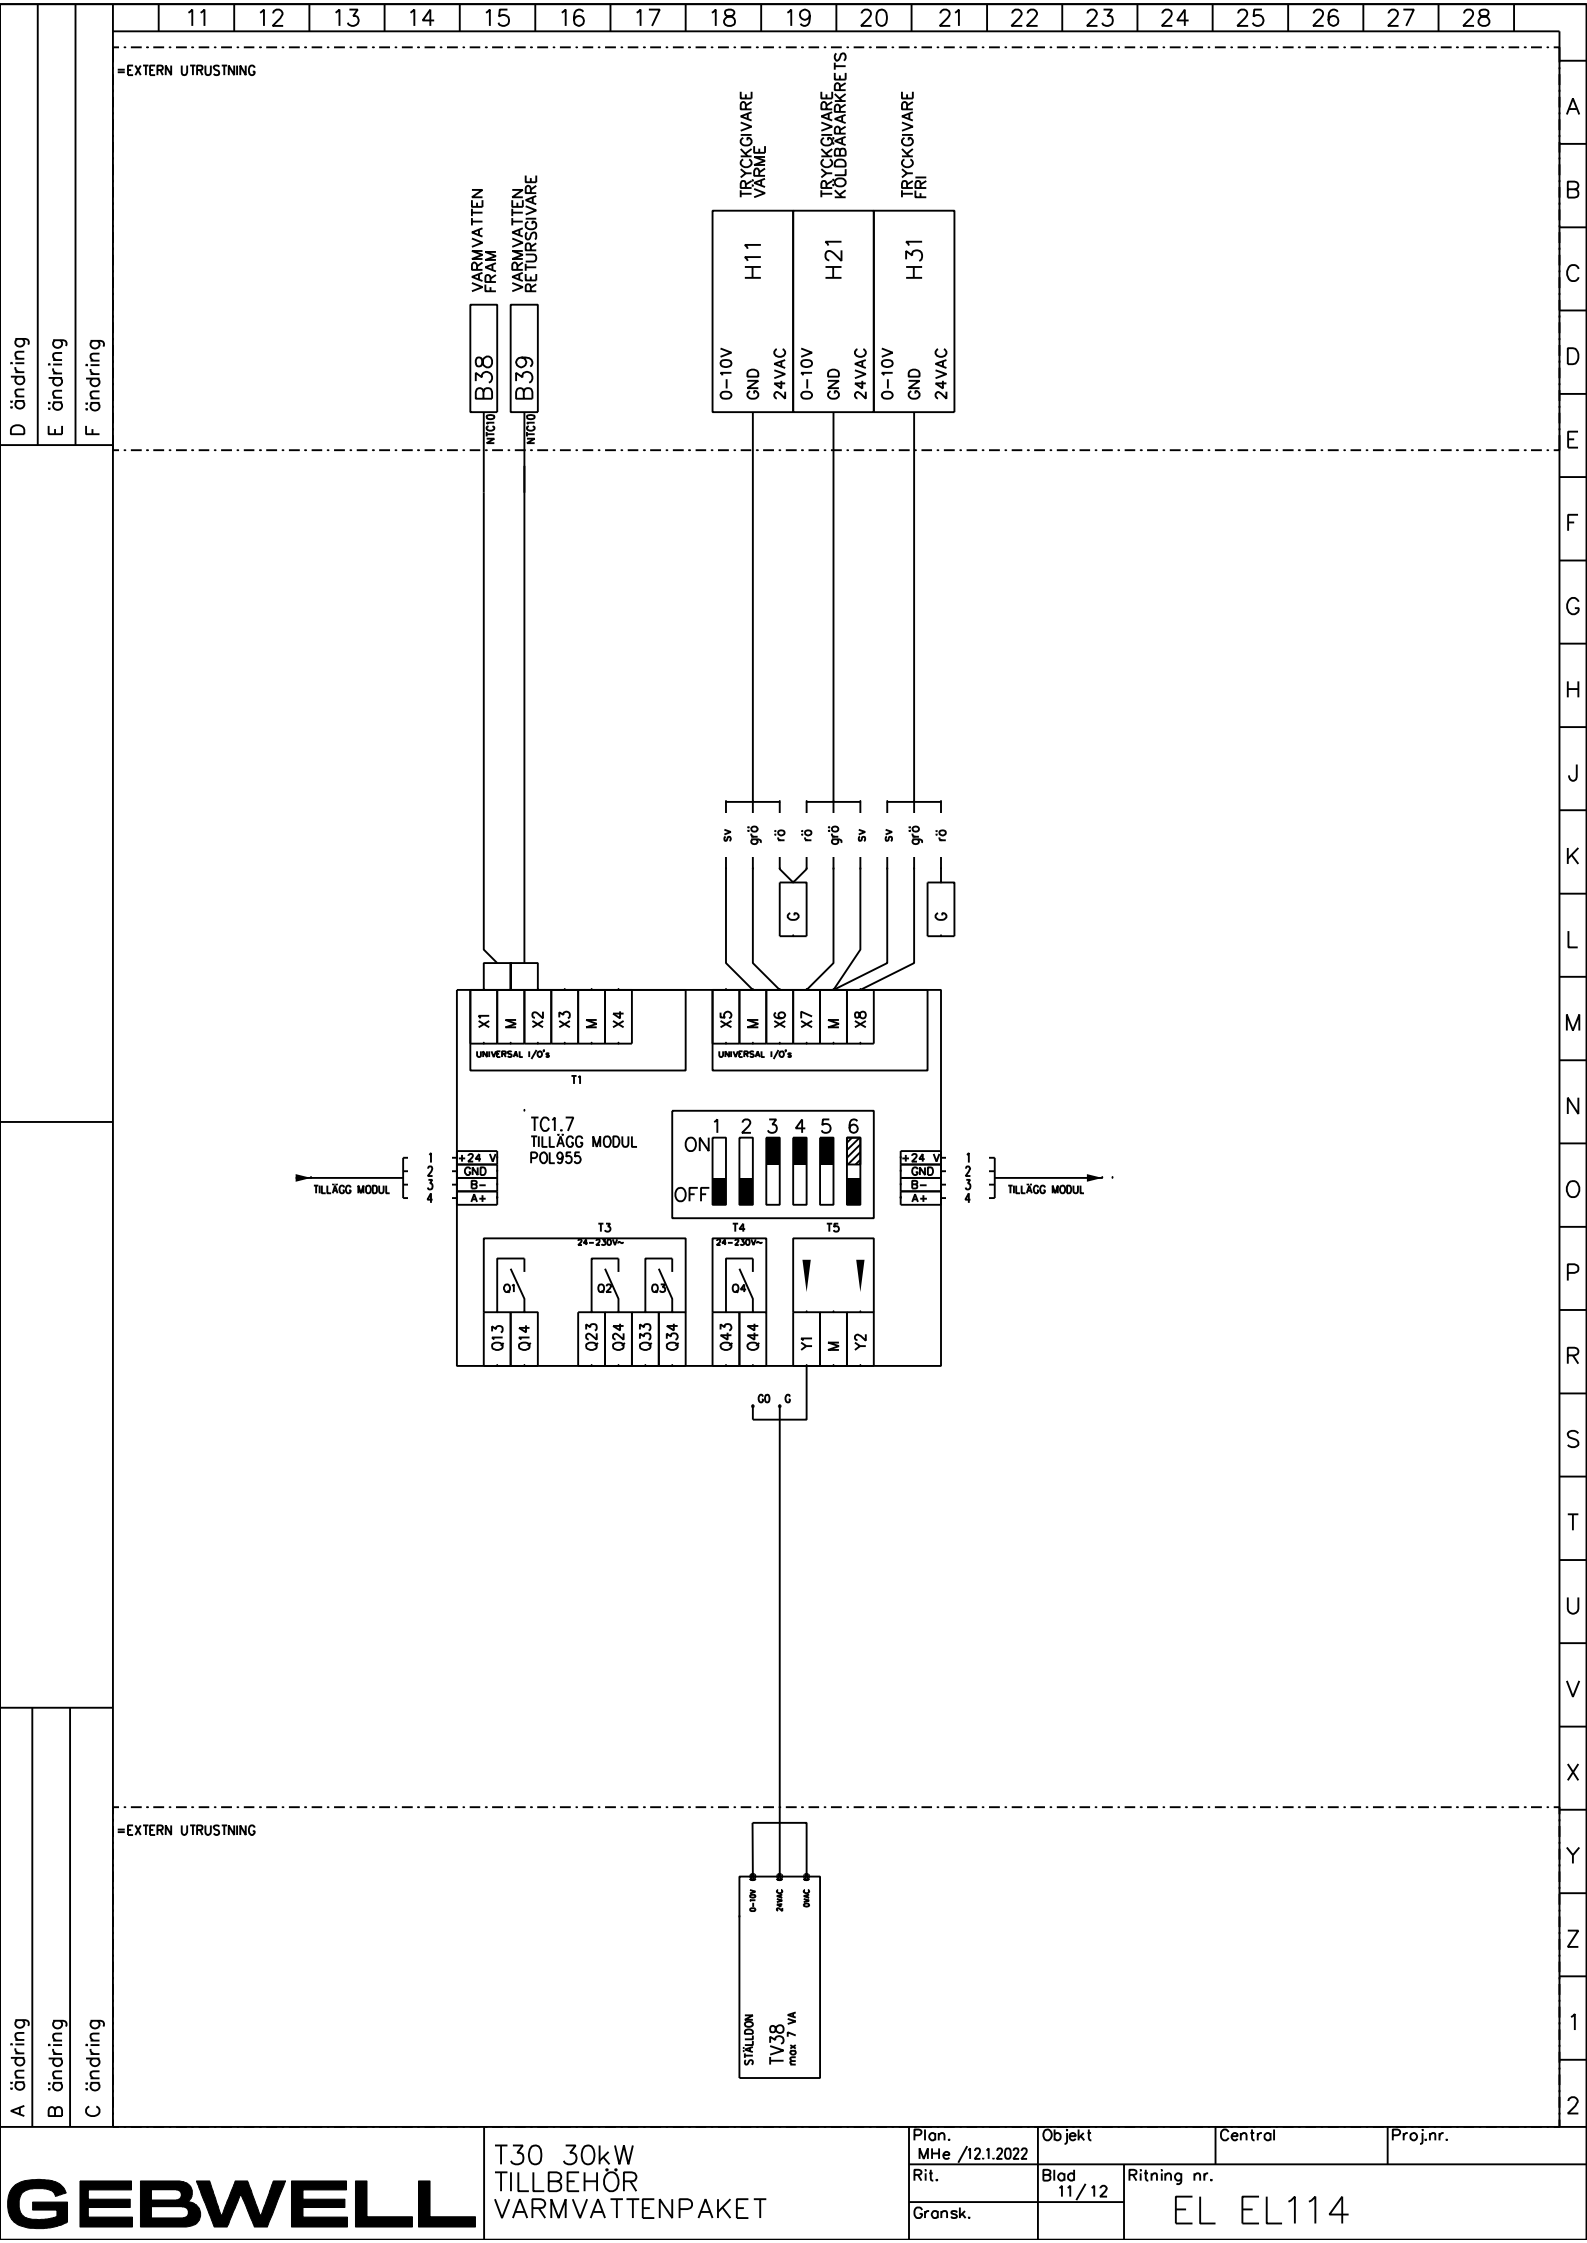 11 12 13 14 15 16 17 18 19 20 21 22 23 24 25 26 27 28
=EXTERN UTRUSTNING
A
B
C
D
E
F
G
H
J
K
L
M
N
O
P
R
S
T
U
V
X
Y
Z
1
2
D ändring
E ändring
F ändring
VARMVATTEN
FRAM
VARMVATTEN
RETURSGIVARE
TRYCKGIVARE
VÄRME
TRYCKGIVARE
KÖLDBÄRARKRETS
TRYCKGIVARE
FRI
B38
B39
NTC10
NTC10
H11
H21
H31
0-10V
GND
24VAC
0-10V
GND
24VAC
0-10V
GND
24VAC
sv grö rö rö grö sv sv grö rö
G
G
X1 M X2 X3 M X4
X5 M X6 X7 M X8
UNIVERSAL I/O's
UNIVERSAL I/O's
T1
TC1.7
TILLÄGG MODUL
POL955
1 2 3 4 5 6
ON
OFF
1
2
3
4
+24 V
GND
B-
A+
TILLÄGG MODUL
+24 V
GND
B-
A+
1
2
3
4
TILLÄGG MODUL
T3
24-230V~
T4
24-230V~
T5
Q1
Q2
Q3
Q4
Q13 Q14 Q23 Q24 Q33 Q34 Q43 Q44 Y1 M Y2
G0 G
=EXTERN UTRUSTNING
0-10V
24VAC
0VAC
STÄLLDON
TV38
max 7 VA
A ändring
B ändring
C ändring
GEBWELL
T30 30kW
TILLBEHÖR
VARMVATTENPAKET
Plan.
MHe /12.1.2022
Objekt
Central
Proj.nr.
Rit.
Blad
11/12
Ritning nr.
EL EL114
Gransk.